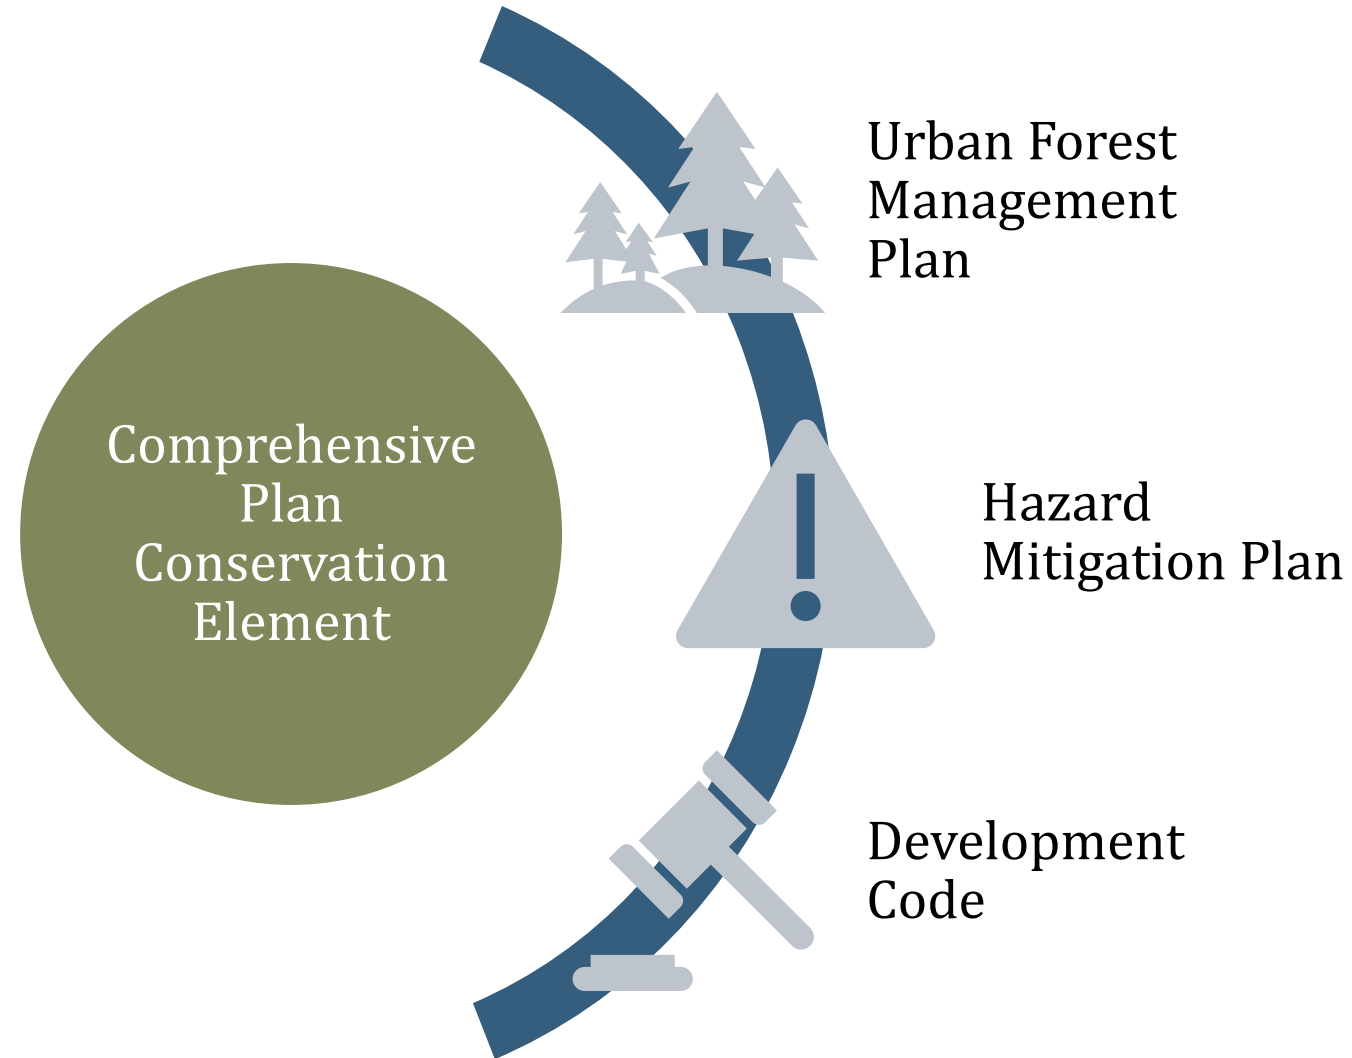 Comprehensive
Plan
Conservation
Element
Urban Forest
Management
Plan
Hazard
Mitigation Plan
Development
Code